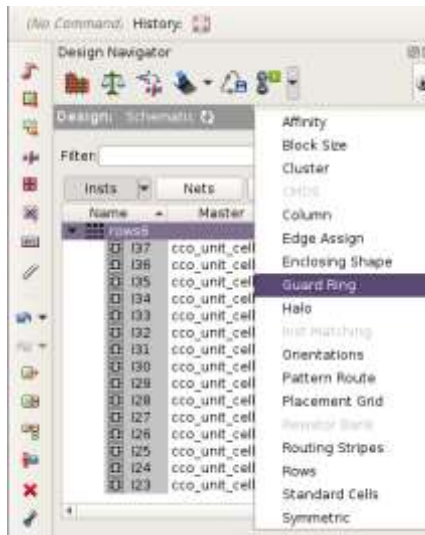 (No Command) History:
Design Navigator
Design: Schematic
Filter:
Insts Nets
Name Master
rows6
I37 cco_unit_cell
I36 cco_unit_cell
I35 cco_unit_cell
I34 cco_unit_cell
I33 cco_unit_cell
I32 cco_unit_cell
I31 cco_unit_cell
I30 cco_unit_cell
I29 cco_unit_cell
I28 cco_unit_cell
I27 cco_unit_cell
I26 cco_unit_cell
I25 cco_unit_cell
I24 cco_unit_cell
I23 cco_unit_cell
Affinity
Block Size
Cluster
CMOS
Column
Edge Assign
Enclosing Shape
Guard Ring
Halo
Inst Matching
Orientations
Pattern Route
Placement Grid
Resistor Bank
Routing Stripes
Rows
Standard Cells
Symmetric